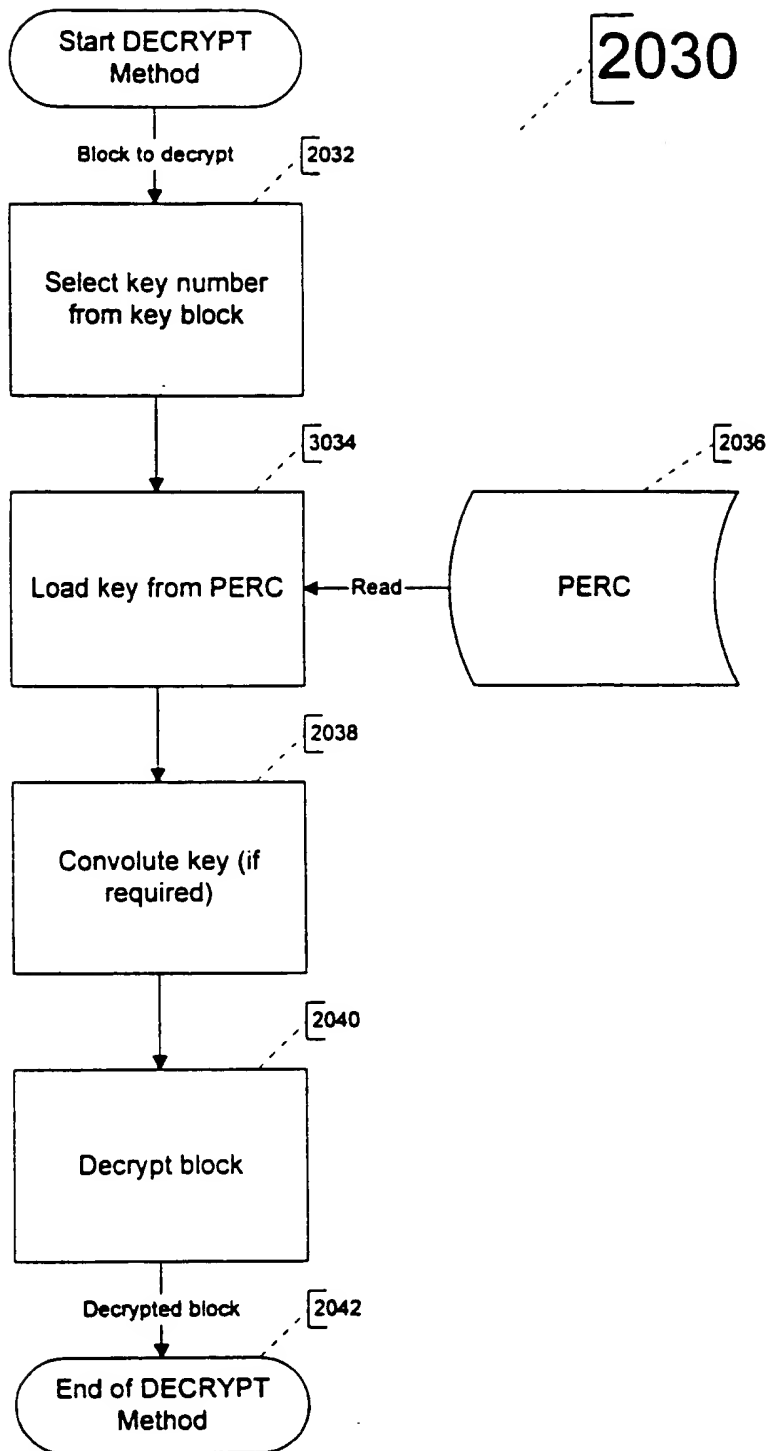 Start DECRYPT
Method
2030
Block to decrypt
2032
Select key number
from key block
3034
2036
Load key from PERC
Read
PERC
2038
Convolute key (if
required)
2040
Decrypt block
Decrypted block
2042
End of DECRYPT
Method